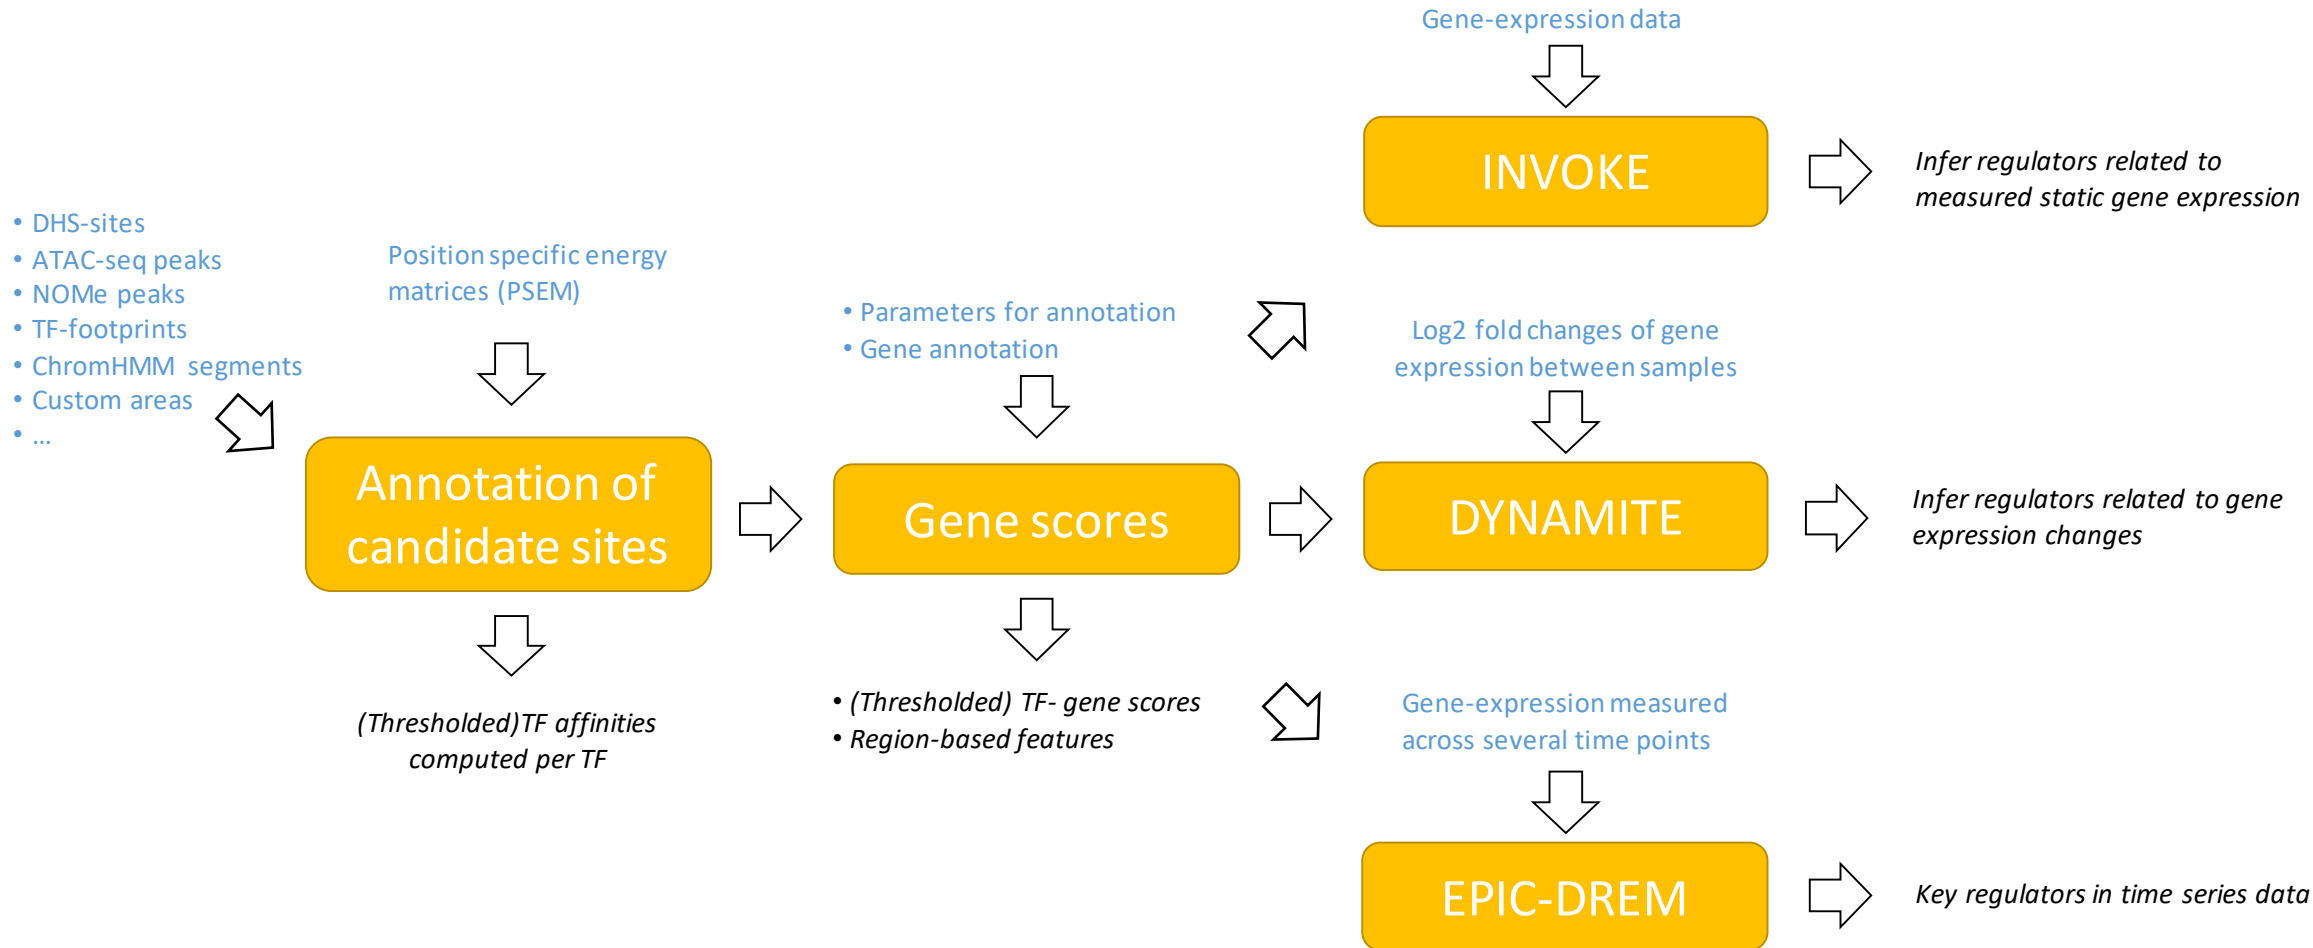 Gene-expression data
INVOKE
Infer regulators related to
measured static gene expression
• DHS-sites
• ATAC-seq peaks
• NOMe peaks
• TF-footprints
• ChromHMM segments
• Custom areas
• ...
Position specific energy
matrices (PSEM)
• Parameters for annotation
• Gene annotation
Log2 fold changes of gene
expression between samples
Annotation of
candidate sites
Gene scores
DYNAMITE
Infer regulators related to gene
expression changes
(Thresholded)TF affinities
computed per TF
• (Thresholded) TF- gene scores
• Region-based features
Gene-expression measured
across several time points
EPIC-DREM
Key regulators in time series data